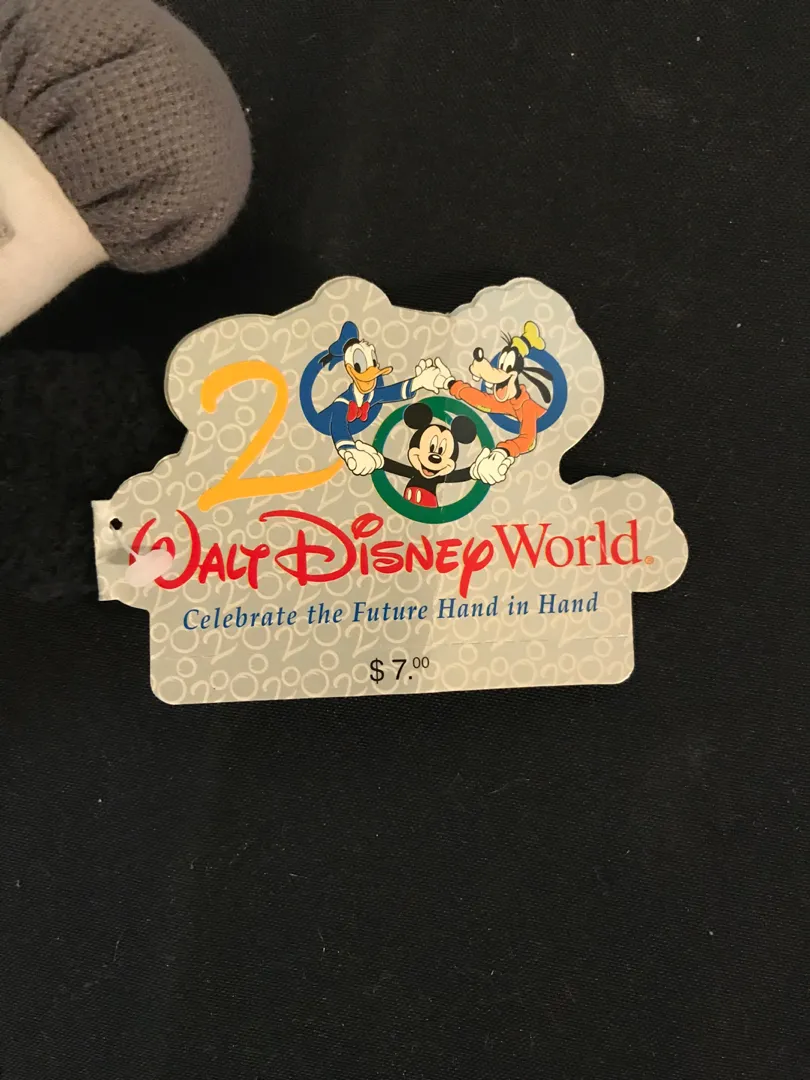 2000
Walt Disney World®
Celebrate the Future Hand in Hand
$7.00